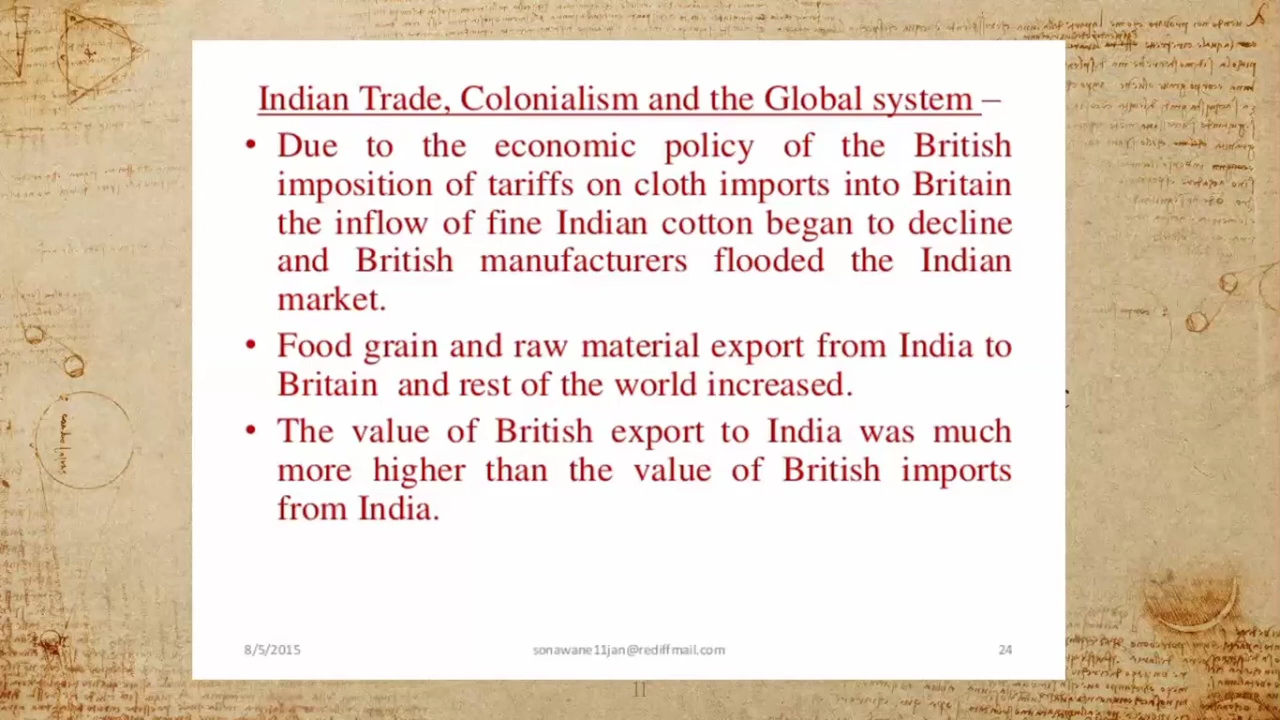 Indian Trade, Colonialism and the Global system –
• Due to the economic policy of the British
imposition of tariffs on cloth imports into Britain
the inflow of fine Indian cotton began to decline
and British manufacturers flooded the Indian
market.
• Food grain and raw material export from India to
Britain and rest of the world increased.
• The value of British export to India was much
more higher than the value of British imports
from India.
8/5/2015 sonawane11jan@rediffmail.com 24
11